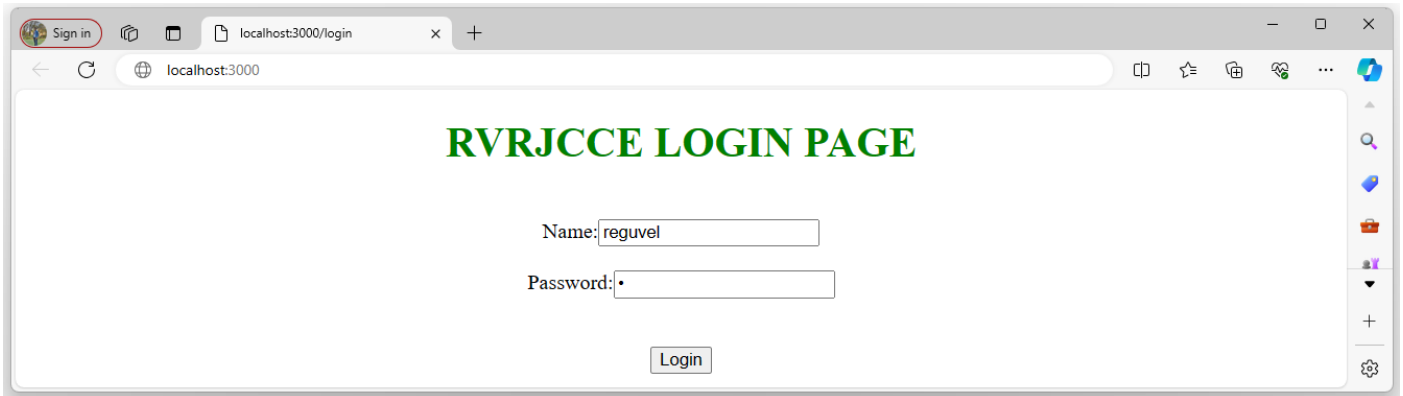 Sign in
localhost:3000/login
localhost:3000
RVRJCCE LOGIN PAGE
Name: reguvel
Password: •
Login